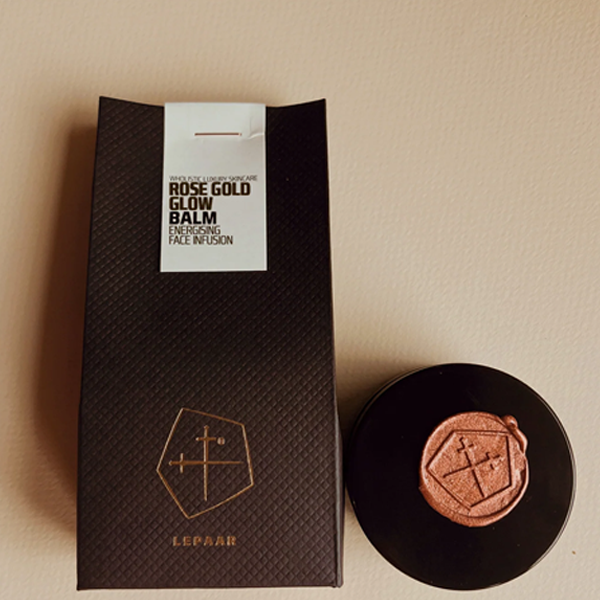 WHOLISTIC LUXURY SKINCARE
ROSE GOLD
GLOW
BALM
ENERGISING
FACE INFUSION
LEPAAR